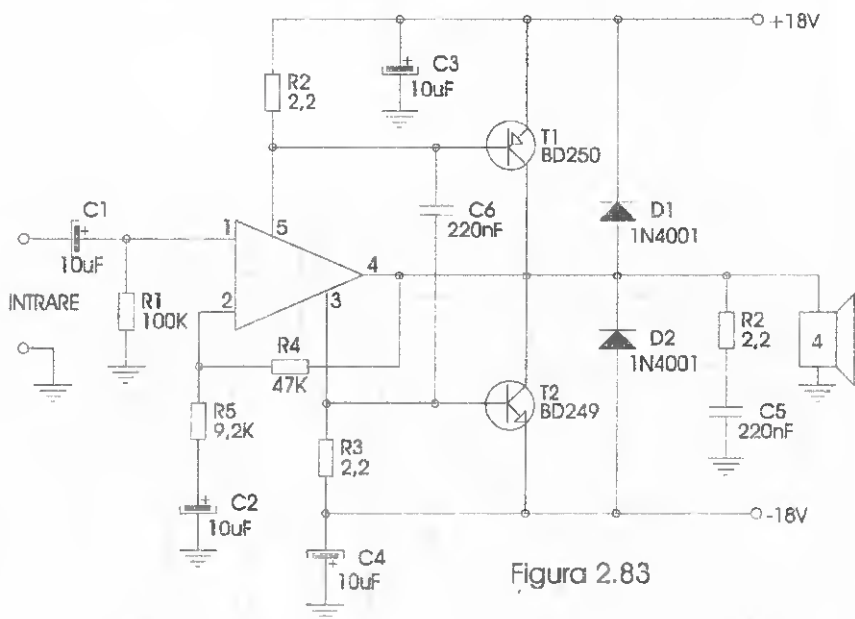 +18V
C3
10uF
R2
2,2
T1
BD250
C1
10uF
C6
220nF
D1
1N4001
1
5
4
2
3
INTRARE
R1
100K
R4
47K
D2
1N4001
R2
2,2
4
T2
BD249
R5
9,2K
R3
2,2
C5
220nF
C2
10uF
-18V
C4
10uF
Figura 2.83